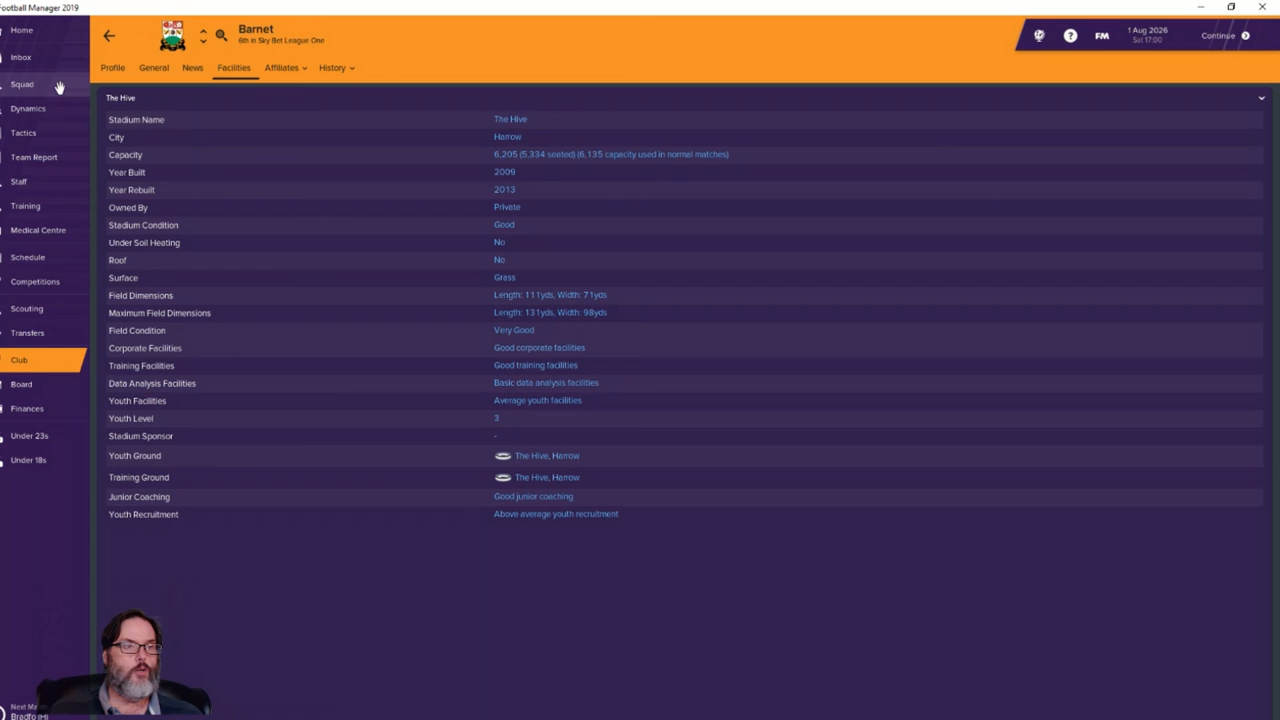 Football Manager 2019
Home
Inbox
Squad
Dynamics
Tactics
Team Report
Staff
Training
Medical Centre
Schedule
Competitions
Scouting
Transfers
Club
Board
Finances
Under 23s
Under 18s
Barnet
6th in Sky Bet League One
FM
1 Aug 2026
Sat 17:00
Continue
Profile General News Facilities Affiliates History
The Hive
Stadium Name The Hive
City Harrow
Capacity 6,205 (5,334 seated) (6,135 capacity used in normal matches)
Year Built 2009
Year Rebuilt 2013
Owned By Private
Stadium Condition Good
Under Soil Heating No
Roof No
Surface Grass
Field Dimensions Length: 111yds, Width: 71yds
Maximum Field Dimensions Length: 131yds, Width: 98yds
Field Condition Very Good
Corporate Facilities Good corporate facilities
Training Facilities Good training facilities
Data Analysis Facilities Basic data analysis facilities
Youth Facilities Average youth facilities
Youth Level 3
Stadium Sponsor -
Youth Ground The Hive, Harrow
Training Ground The Hive, Harrow
Junior Coaching Good junior coaching
Youth Recruitment Above average youth recruitment
Next Ma
Bradfo (H)